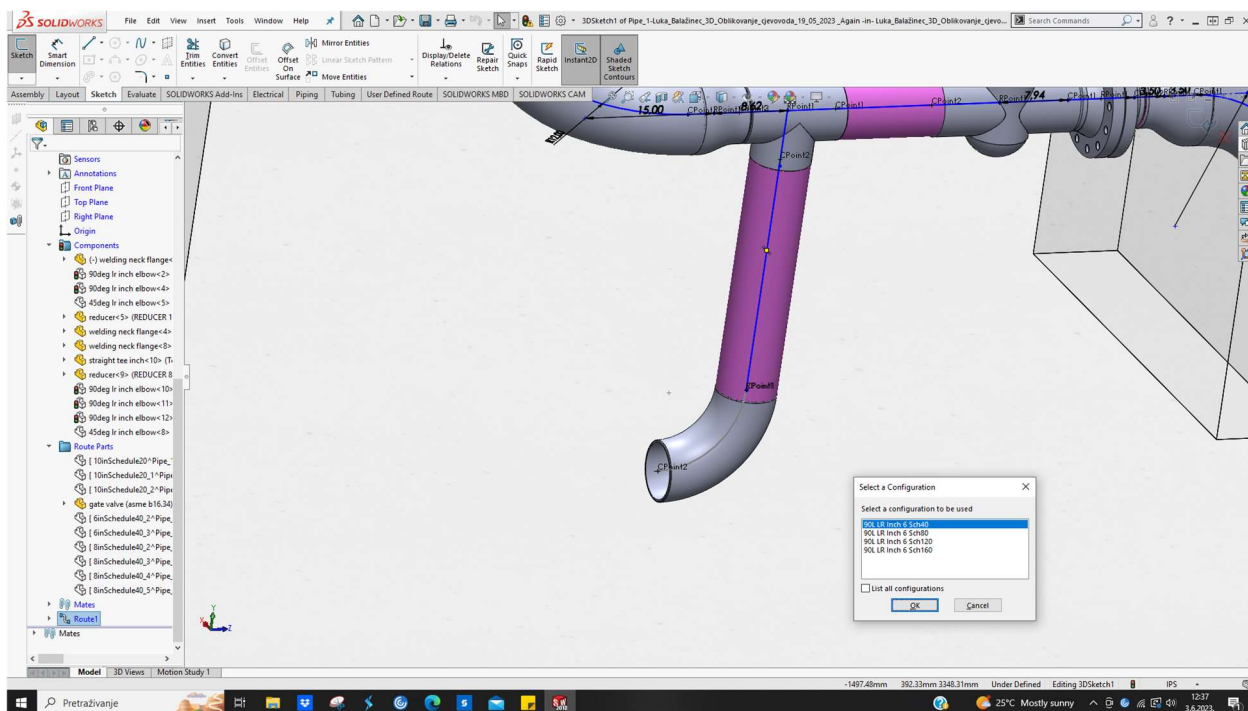 SOLIDWORKS File Edit View Insert Tools Window Help 3DSketch1 of Pipe_1-Luka_Balažinec_3D_Oblikovanje_cjevovoda_19_05_2023 _Again -in- Luka_Balažinec_3D_Oblikovanje_cjevo... Search Commands
Sketch
Smart Dimension
Trim Entities
Convert Entities
Offset Entities
Offset On Surface
Mirror Entities
Linear Sketch Pattern
Move Entities
Display/Delete Relations
Repair Sketch
Quick Snaps
Rapid Sketch
Instant2D
Shaded Sketch Contours
Assembly Layout Sketch Evaluate SOLIDWORKS Add-Ins Electrical Piping Tubing User Defined Route SOLIDWORKS MBD SOLIDWORKS CAM
Sensors
Annotations
Front Plane
Top Plane
Right Plane
Origin
Components
(-) welding neck flange<
90deg lr inch elbow<2>
90deg lr inch elbow<4>
45deg lr inch elbow<5>
reducer<5> (REDUCER 1
welding neck flange<4>
welding neck flange<8>
straight tee inch<10> (T
reducer<9> (REDUCER 8
90deg lr inch elbow<10>
90deg lr inch elbow<11>
90deg lr inch elbow<12>
45deg lr inch elbow<8>
Route Parts
[ 10inSchedule20^Pipe_
[ 10inSchedule20_1^Pipe
[ 10inSchedule20_2^Pipe
gate valve (asme b16.34)
[ 6inSchedule40_2^Pipe_
[ 6inSchedule40_3^Pipe_
[ 8inSchedule40_2^Pipe_
[ 8inSchedule40_3^Pipe_
[ 8inSchedule40_4^Pipe_
[ 8inSchedule40_5^Pipe_
Mates
Route1
Mates
15.00 8.62 CPoint1 CPoint2 7.94 CPoint1 3.50
CPoint2
CPoint2
Select a Configuration
Select a configuration to be used
90L LR Inch 6 Sch40
90L LR Inch 6 Sch80
90L LR Inch 6 Sch120
90L LR Inch 6 Sch160
List all configurations
OK Cancel
Y
X
Z
Model 3D Views Motion Study 1
-1497.48mm 392.33mm 3348.31mm Under Defined Editing 3DSketch1 IPS
Pretraživanje
25°C Mostly sunny
12:37
3.6.2023.